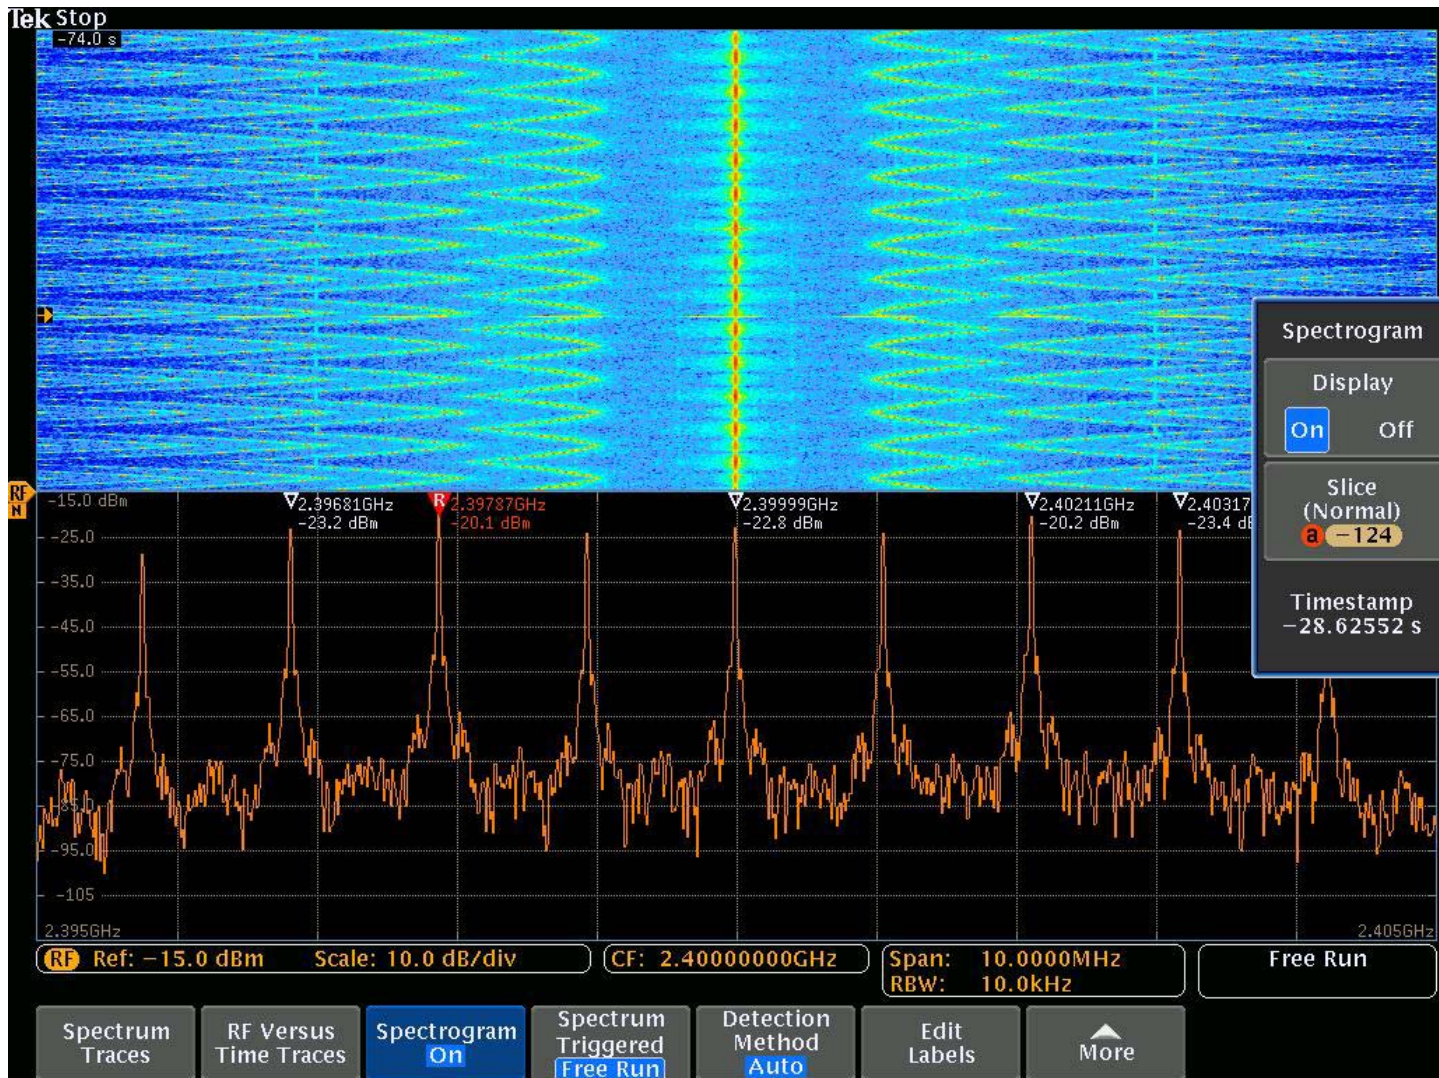 Tek Stop
-74.0 s
Spectrogram
Display
On Off
Slice
(Normal)
a -124
Timestamp
-28.62552 s
RF
N
-15.0 dBm
2.39681GHz
-23.2 dBm
R
2.39787GHz
-20.1 dBm
2.39999GHz
-22.8 dBm
2.40211GHz
-20.2 dBm
2.40317
-23.4 dB
-25.0
-35.0
-45.0
-55.0
-65.0
-75.0
-85.0
-95.0
-105
2.395GHz 2.405GHz
RF Ref: -15.0 dBm Scale: 10.0 dB/div
CF: 2.40000000GHz
Span: 10.0000MHz
RBW: 10.0kHz
Free Run
Spectrum
Traces
RF Versus
Time Traces
Spectrogram
On
Spectrum
Triggered
Free Run
Detection
Method
Auto
Edit
Labels
More